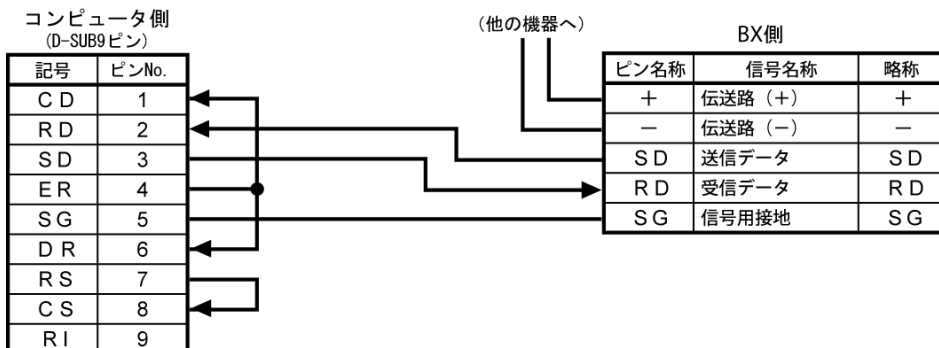 コンピュータ側
(D-SUB9ピン)
記号 ピンNo.
CD 1
RD 2
SD 3
ER 4
SG 5
DR 6
RS 7
CS 8
RI 9
(他の機器へ)
BX側
ピン名称 信号名称 略称
+ 伝送路(+) +
− 伝送路(−) −
SD 送信データ SD
RD 受信データ RD
SG 信号用接地 SG